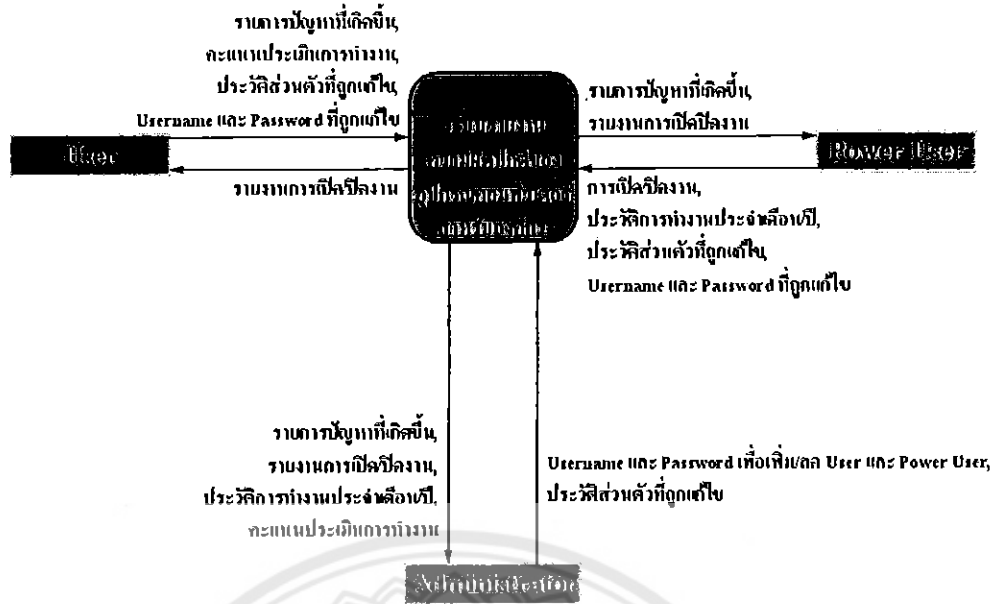 รายการปัญหาที่เกิดขึ้น,
คะแนนประเมินการทำงาน,
ประวัติส่วนตัวที่ถูกแก้ไข,
Username และ Password ที่ถูกแก้ไข
User
รายงานการเปิด/ปิดงาน
รายการปัญหาที่เกิดขึ้น,
รายงานการเปิดปิดงาน
Power User
การเปิด/ปิดงาน,
ประวัติการทำงานประจำเดือน/ปี,
ประวัติส่วนตัวที่ถูกแก้ไข,
Username และ Password ที่ถูกแก้ไข
รายการปัญหาที่เกิดขึ้น,
รายงานการเปิด/ปิดงาน,
ประวัติการทำงานประจำเดือน/ปี,
คะแนนประเมินการทำงาน
Username และ Password เพื่อเพิ่ม/ลด User และ Power User,
ประวัติส่วนตัวที่ถูกแก้ไข
Administrator